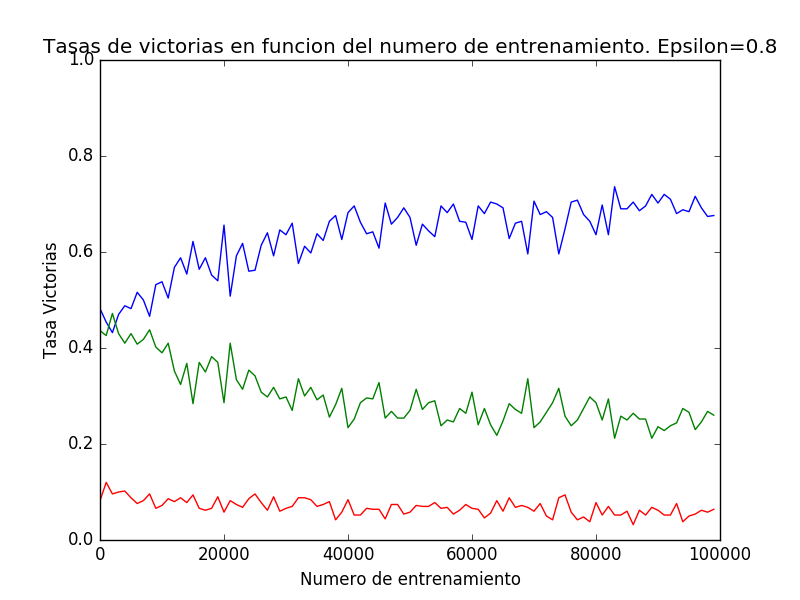 Tasas de victorias en funcion del numero de entrenamiento. Epsilon=0.8
1.0
0.8
0.6
0.4
0.2
0.0
Tasa Victorias
0 20000 40000 60000 80000 100000
Numero de entrenamiento